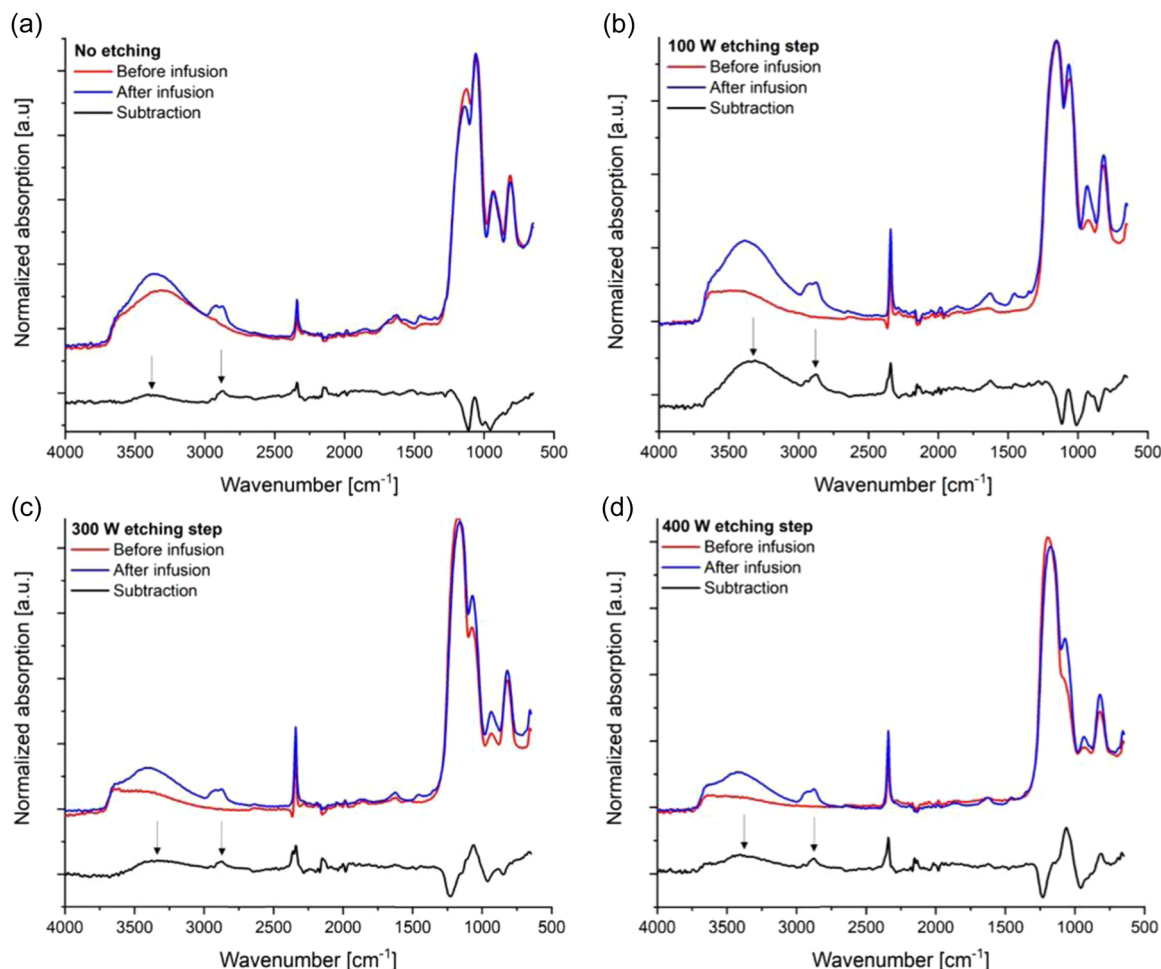 (a)
No etching
Before infusion
After infusion
Subtraction
Normalized absorption [a.u]
4000 3500 3000 2500 2000 1500 1000 500
Wavenumber [cm⁻¹]
(b)
100 W etching step
Before infusion
After infusion
Subtraction
Normalized absorption [a.u.]
4000 3500 3000 2500 2000 1500 1000 500
Wavenumber [cm⁻¹]
(c)
300 W etching step
Before infusion
After infusion
Subtraction
Normalized absorption [a.u.]
4000 3500 3000 2500 2000 1500 1000 500
Wavenumber [cm⁻¹]
(d)
400 W etching step
Before infusion
After infusion
Subtraction
Normalized absorption [a.u.]
4000 3500 3000 2500 2000 1500 1000 500
Wavenumber [cm⁻¹]